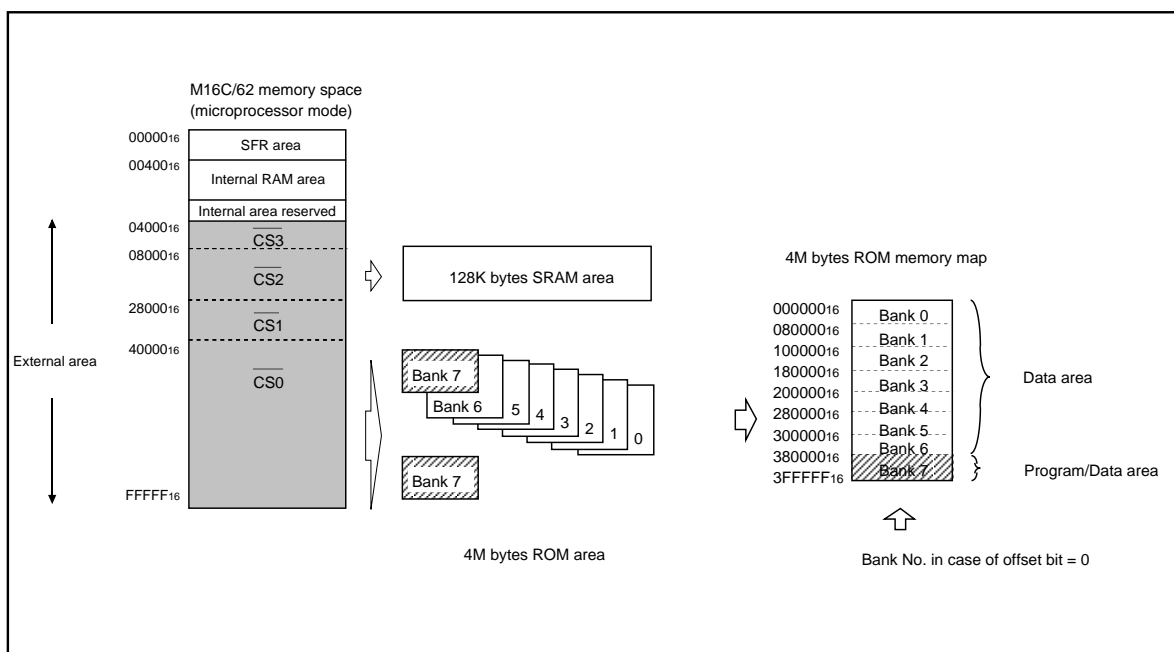 M16C/62 memory space
(microprocessor mode)
0000016
SFR area
0040016
Internal RAM area
Internal area reserved
0400016
CS3
0800016
CS2
2800016
CS1
4000016
CS0
FFFFF16
External area
128K bytes SRAM area
Bank 7
Bank 6
5
4
3
2
1
0
Bank 7
4M bytes ROM area
4M bytes ROM memory map
00000016
Bank 0
08000016
Bank 1
10000016
Bank 2
18000016
Bank 3
20000016
Bank 4
28000016
Bank 5
30000016
Bank 6
38000016
Bank 7
3FFFFF16
Data area
Program/Data area
Bank No. in case of offset bit = 0